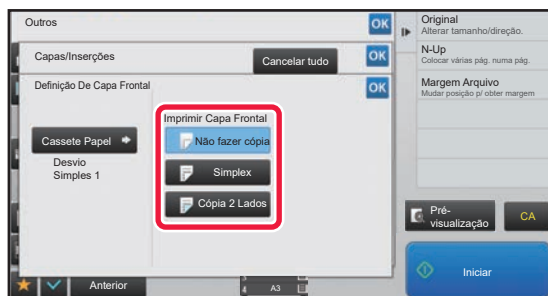 Outros
OK
Capas/Inserções
Cancelar tudo
OK
Definição De Capa Frontal
OK
Imprimir Capa Frontal
Cassete Papel
Desvio
Simples 1
Não fazer cópia
Simplex
Cópia 2 Lados
Anterior
4 A3
Original
Alterar tamanho/direção.
N-Up
Colocar várias pág. numa pág.
Margem Arquivo
Mudar posição p/ obter margem
Pré-
visualização
CA
Iniciar